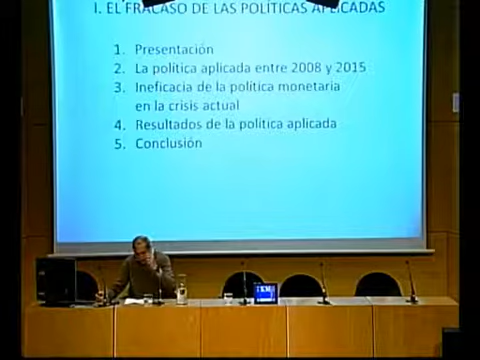 I. EL FRACASO DE LAS POLÍTICAS APLICADAS
1. Presentación
2. La política aplicada entre 2008 y 2015
3. Ineficacia de la política monetaria
en la crisis actual
4. Resultados de la política aplicada
5. Conclusión